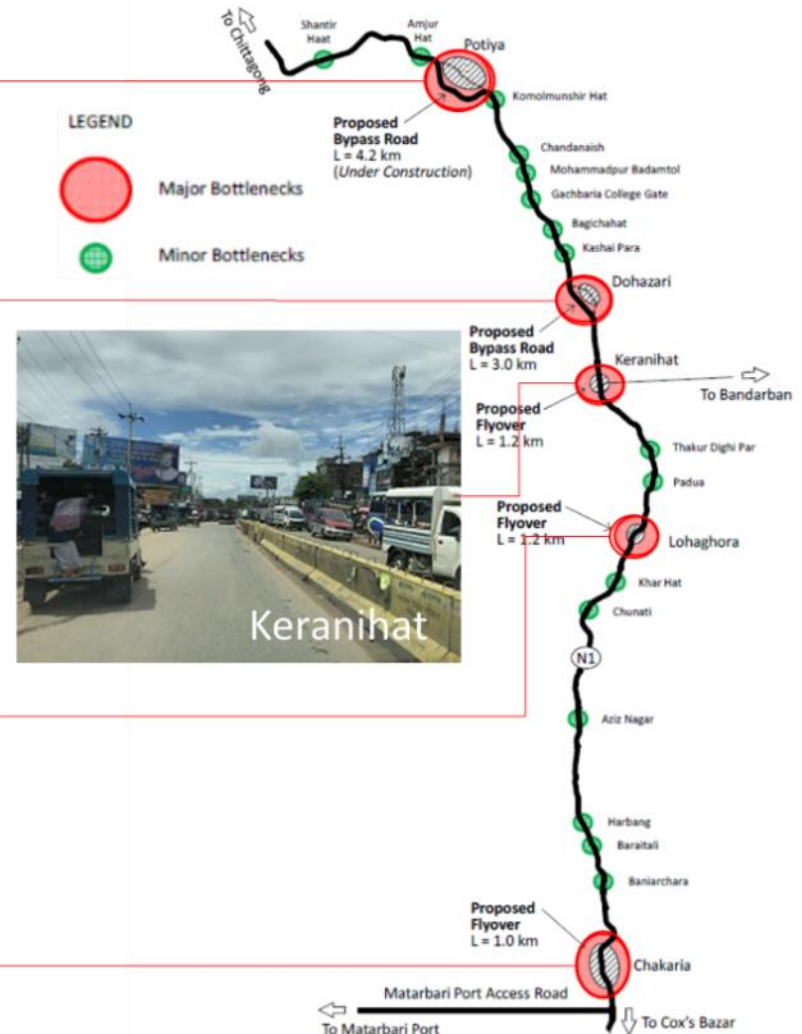 To Chittagong
Shantir
Haat
Amjur
Hat
Potiya
Komolmunshir Hat
Proposed
Bypass Road
L = 4.2 km
(Under Construction)
LEGEND
Major Bottlenecks
Minor Bottlenecks
Chandanaish
Mohammadpur Badamtol
Gachbaria College Gate
Bagichahat
Kashai Para
Dohazari
Proposed
Bypass Road
L = 3.0 km
Keranihat
To Bandarban
Proposed
Flyover
L = 1.2 km
Thakur Dighi Par
Padua
Proposed
Flyover
L = 1.2 km
Lohaghora
Khar Hat
Chunati
Keranihat
N1
Aziz Nagar
Harbang
Baraitali
Baniarchara
Proposed
Flyover
L = 1.0 km
Chakaria
Matarbari Port Access Road
To Matarbari Port
To Cox's Bazar